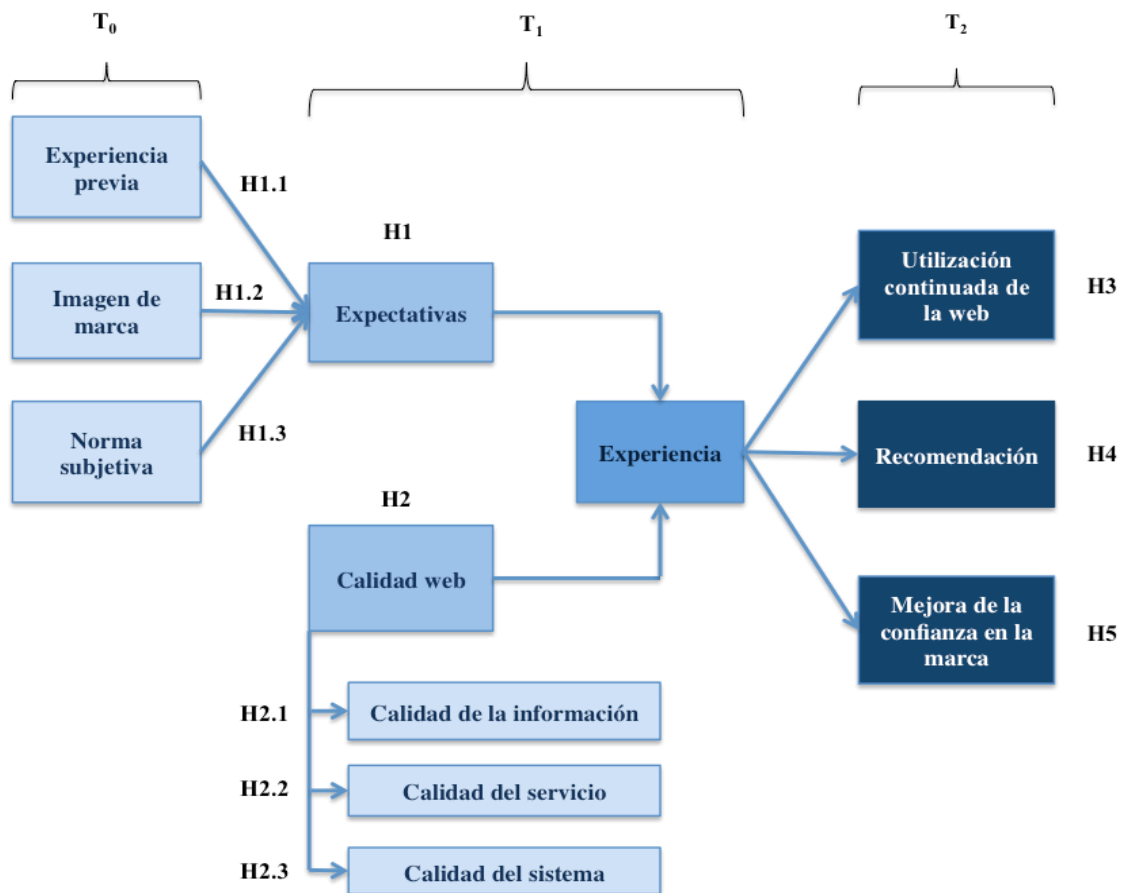 T₀
T₁
T₂
Experiencia
previa
H1.1
H1
Utilización
continuada de
la web
H3
Imagen de
marca
H1.2
Expectativas
Norma
subjetiva
H1.3
Experiencia
Recomendación
H4
H2
Calidad web
Mejora de la
confianza en la
marca
H5
H2.1
Calidad de la información
H2.2
Calidad del servicio
H2.3
Calidad del sistema